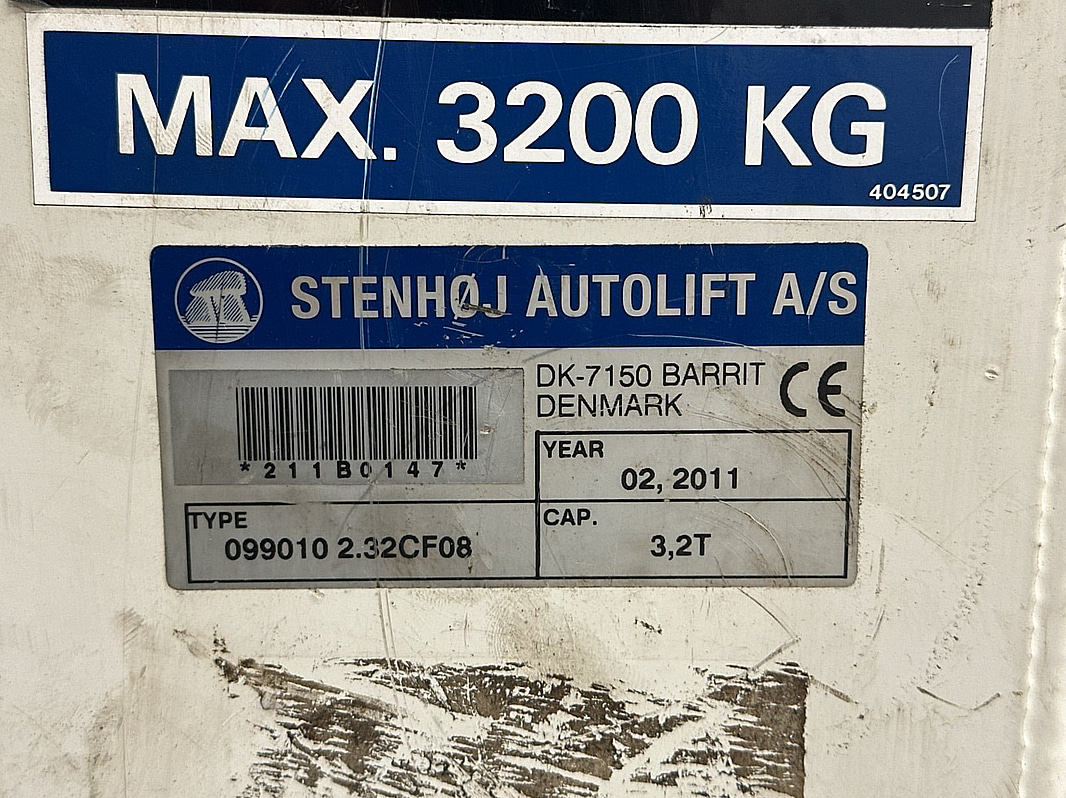 MAX. 3200 KG
404507
STENHØJ AUTOLIFT A/S
DK-7150 BARRIT
DENMARK
CE
*211B0147*
YEAR
02, 2011
TYPE
099010 2.32CF08
CAP.
3,2T